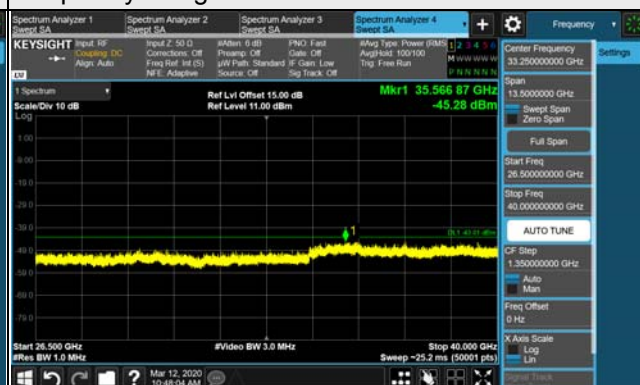 Spectrum Analyzer 1
Swept SA
Spectrum Analyzer 2
Swept SA
Spectrum Analyzer 3
Swept SA
Spectrum Analyzer 4
Swept SA
+
Frequency
KEYSIGHT
Input: RF
Coupling: DC
Align: Auto
Input Z: 50 Ω
Corrections: Off
Freq Ref: Int (S)
NFE: Adaptive
#Atten: 6 dB
Preamp: Off
µW Path: Standard
Source: Off
PNO: Fast
Gate: Off
IF Gain: Low
Sig Track: Off
#Avg Type: Power (RMS)
Avg|Hold: 100/100
Trig: Free Run
1 2 3 4 5 6
M W W W W W
P N N N N N
LXI
1 Spectrum
Scale/Div 10 dB
Log
Ref Lvl Offset 15.00 dB
Ref Level 11.00 dBm
Mkr1 35.566 87 GHz
-45.28 dBm
1.00
-9.00
-19.0
-29.0
-39.0
-49.0
-59.0
-69.0
-79.0
1
Start 26.500 GHz
#Res BW 1.0 MHz
#Video BW 3.0 MHz
Stop 40.000 GHz
Sweep ~25.2 ms (50001 pts)
Mar 12, 2020
10:48:04 AM
?
Center Frequency
33.250000000 GHz
Settings
Span
13.5000000 GHz
Swept Span
Zero Span
Full Span
Start Freq
26.500000000 GHz
Stop Freq
40.000000000 GHz
AUTO TUNE
CF Step
1.350000000 GHz
Auto
Man
Freq Offset
0 Hz
X Axis Scale
Log
Lin
Signal Track